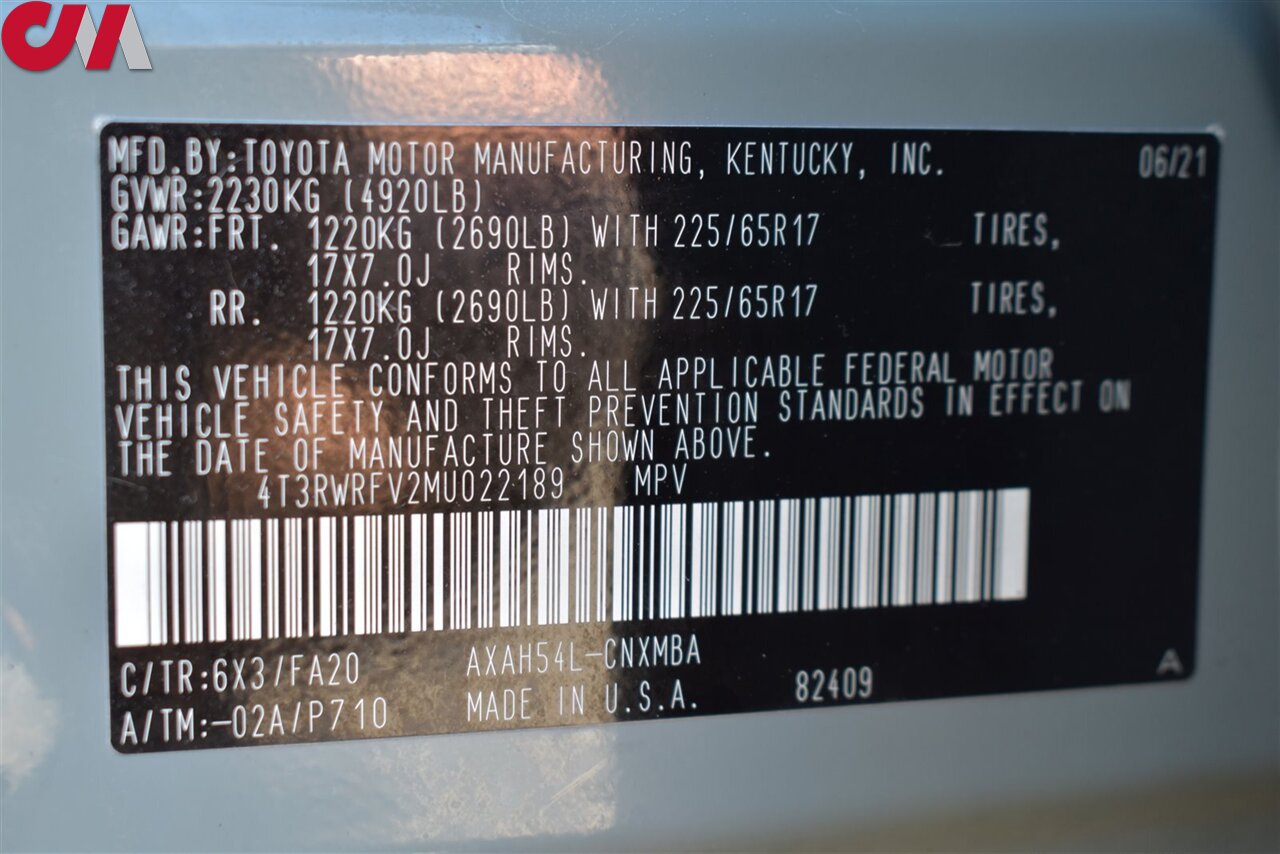 CM
MFD.BY:TOYOTA MOTOR MANUFACTURING, KENTUCKY, INC. 06/21
GVWR:2230KG (4920LB)
GAWR:FRT. 1220KG (2690LB) WITH 225/65R17 TIRES,
17X7.0J RIMS.
RR. 1220KG (2690LB) WITH 225/65R17 TIRES,
17X7.0J RIMS.
THIS VEHICLE CONFORMS TO ALL APPLICABLE FEDERAL MOTOR
VEHICLE SAFETY AND THEFT PREVENTION STANDARDS IN EFFECT ON
THE DATE OF MANUFACTURE SHOWN ABOVE.
4T3RWRFV2MU022189 MPV
C/TR:6X3/FA20 AXAH54L-CNXMBA
A/TM:-02A/P710 MADE IN U.S.A. 82409 A